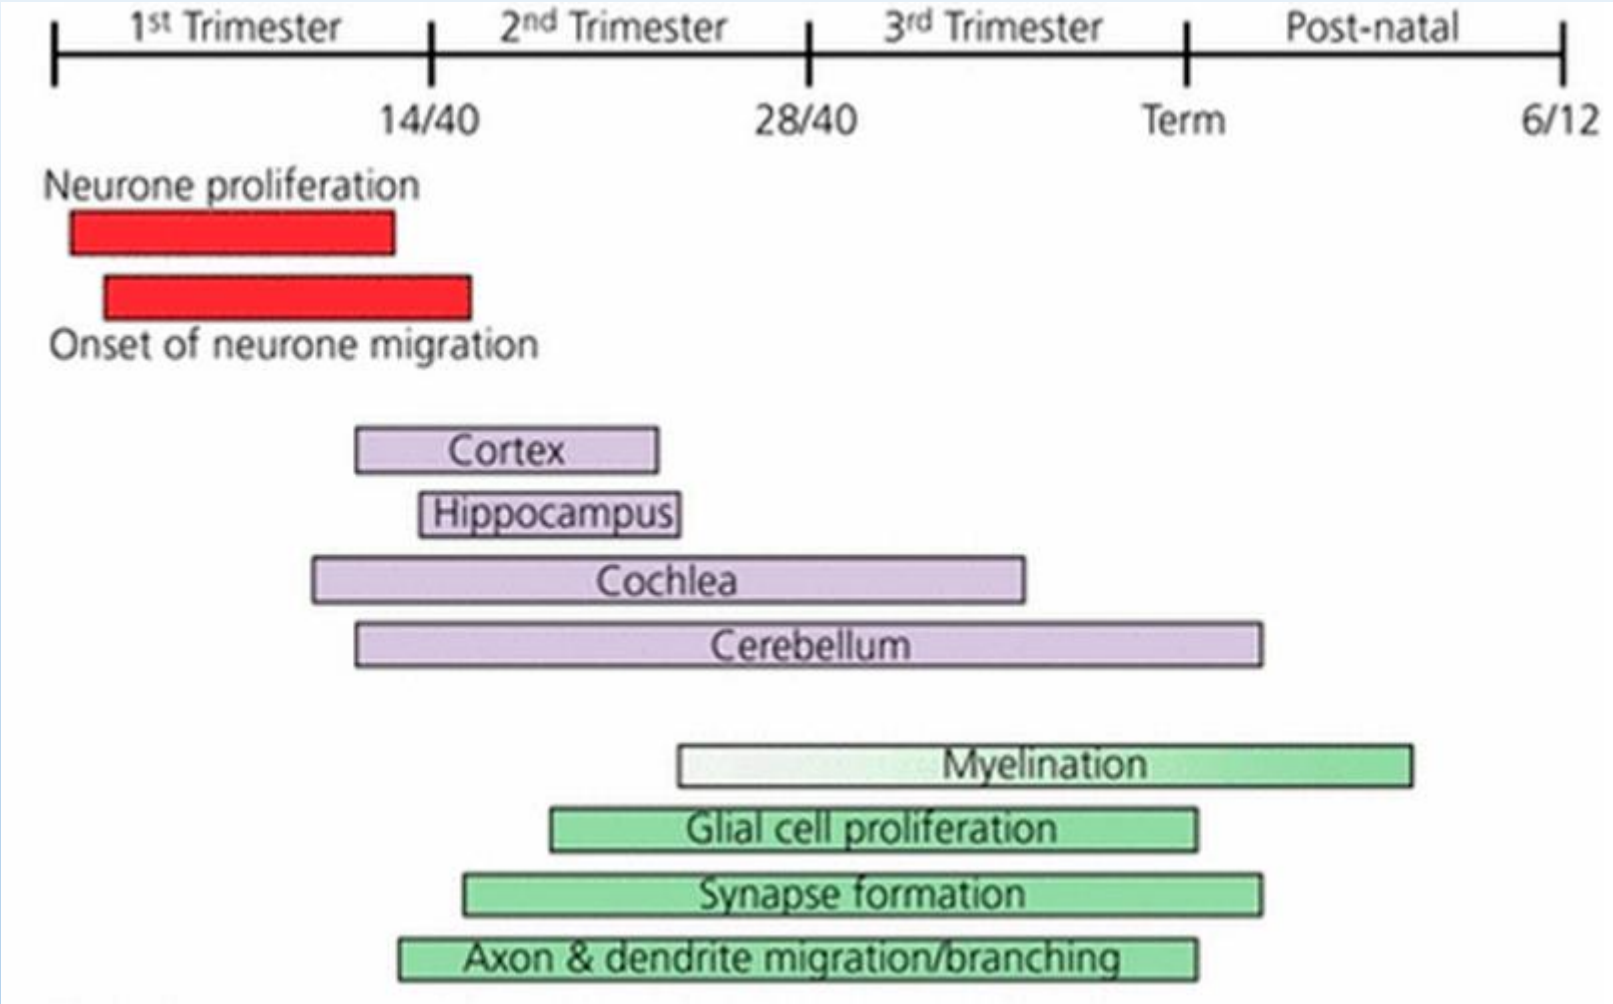 1st Trimester 2nd Trimester 3rd Trimester Post-natal
14/40 28/40 Term 6/12
Neurone proliferation
Onset of neurone migration
Cortex
Hippocampus
Cochlea
Cerebellum
Myelination
Glial cell proliferation
Synapse formation
Axon & dendrite migration/branching